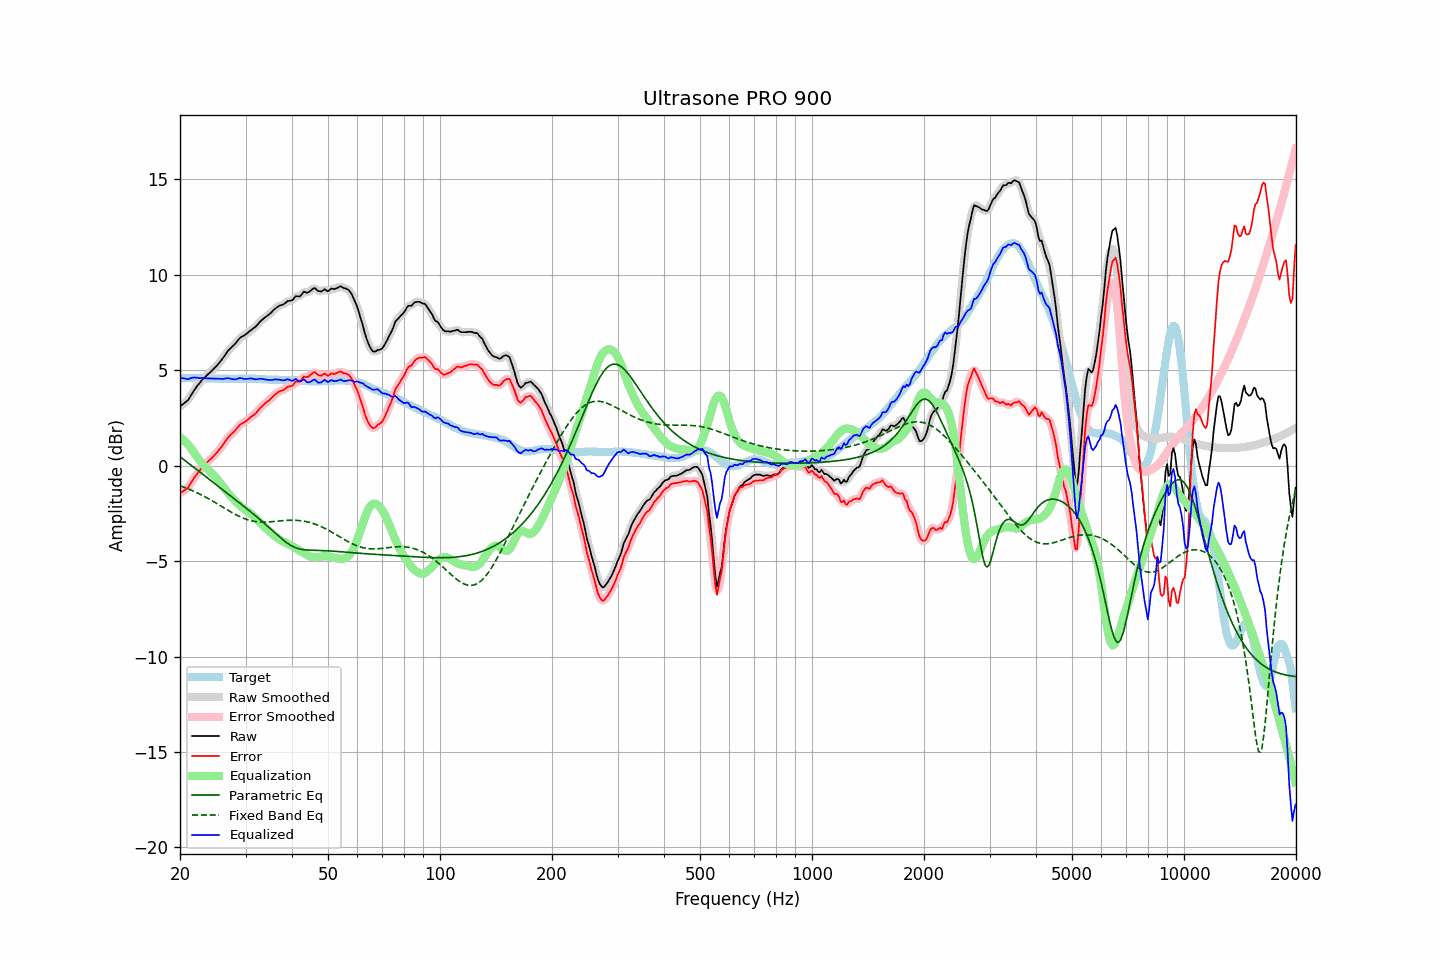 Ultrasone PRO 900
Amplitude (dBr)
15
10
5
0
−5
−10
−15
−20
Target
Raw Smoothed
Error Smoothed
Raw
Error
Equalization
Parametric Eq
Fixed Band Eq
Equalized
20 50 100 200 500 1000 2000 5000 10000 20000
Frequency (Hz)